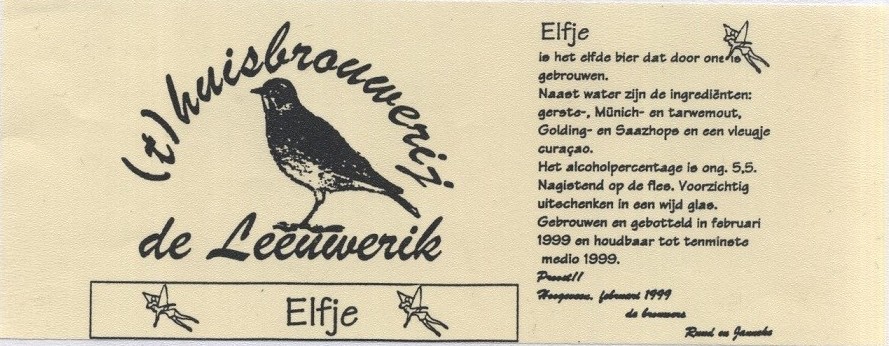 (t)huisbrouwerij
de Leeuwerik
Elfje
Elfje
is het elfde bier dat door ons is
gebrouwen.
Naast water zijn de ingrediënten:
gerste-, Münich- en tarwemout,
Golding- en Saazhops en een vleugje
curaçao.
Het alcoholpercentage is ong. 5,5.
Nagistend op de fles. Voorzichtig
uitschenken in een wijd glas.
Gebrouwen en gebotteld in februari
1999 en houdbaar tot tenminste
medio 1999.
Proost!!
Hoogeveen, februari 1999
de brouwers
Ruud en Janneke